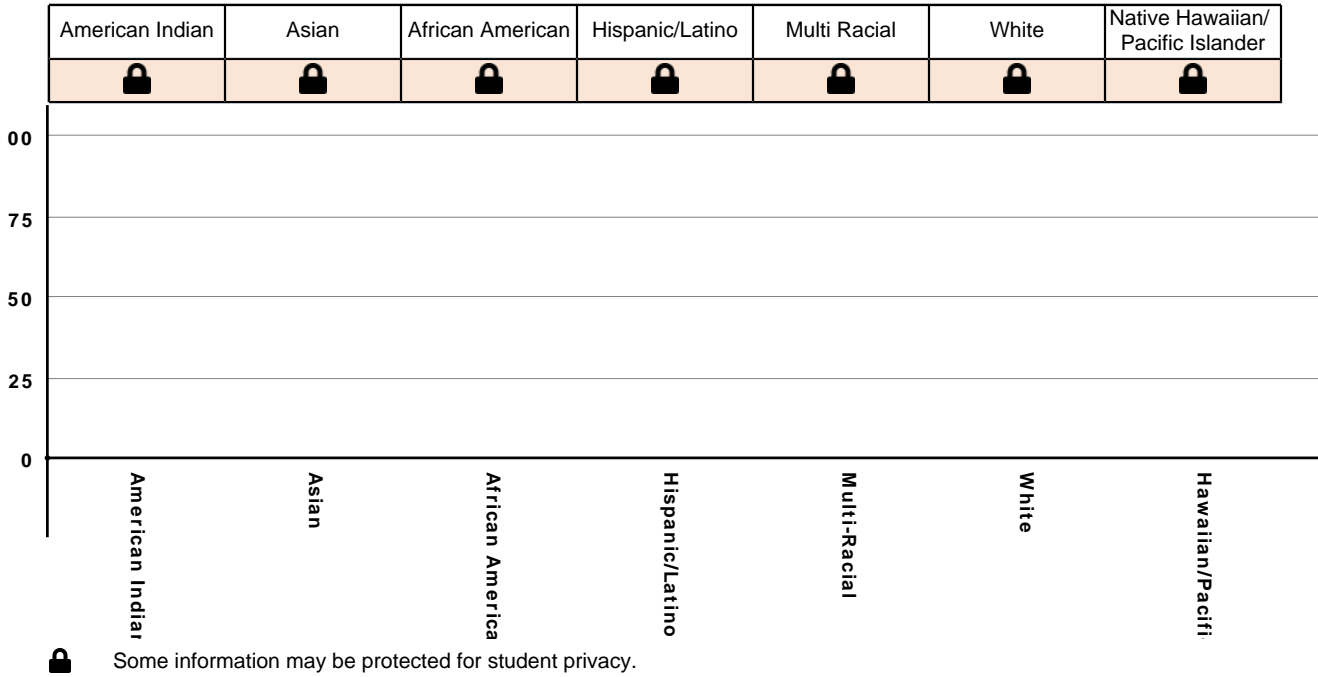 American Indian Asian African American Hispanic/Latino Multi Racial White Native Hawaiian/
Pacific Islander
00
75
50
25
0
American Indian
Asian
African America
Hispanic/Latino
Multi-Racial
White
Hawaiian/Pacifi
Some information may be protected for student privacy.